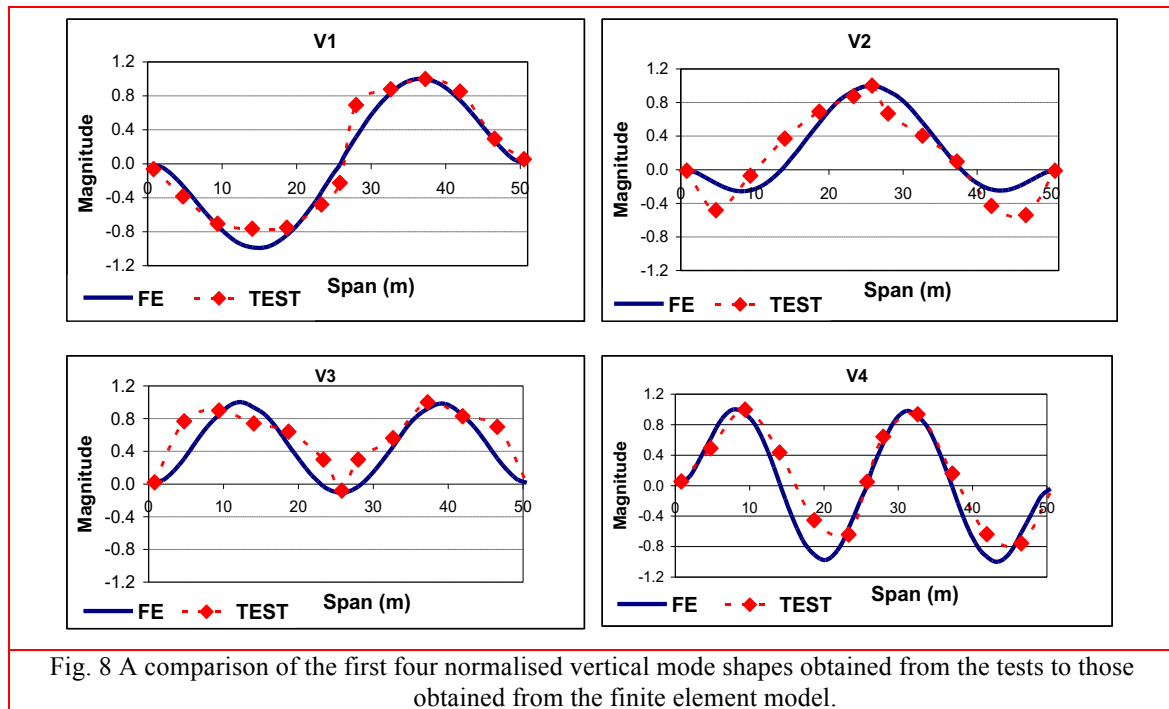 V1
1.2
0.8
0.4
0.0
-0.4
-0.8
-1.2
0 10 20 30 40 50
Magnitude
Span (m)
FE TEST
V2
1.2
0.8
0.4
0.0
-0.4
-0.8
-1.2
0 10 20 30 40 50
Magnitude
Span (m)
FE TEST
V3
1.2
0.8
0.4
0.0
-0.4
-0.8
-1.2
0 10 20 30 40 50
Magnitude
Span (m)
FE TEST
V4
1.2
0.8
0.4
0.0
-0.4
-0.8
-1.2
0 10 20 30 40 50
Magnitude
Span (m)
FE TEST
Fig. 8 A comparison of the first four normalised vertical mode shapes obtained from the tests to those
obtained from the finite element model.